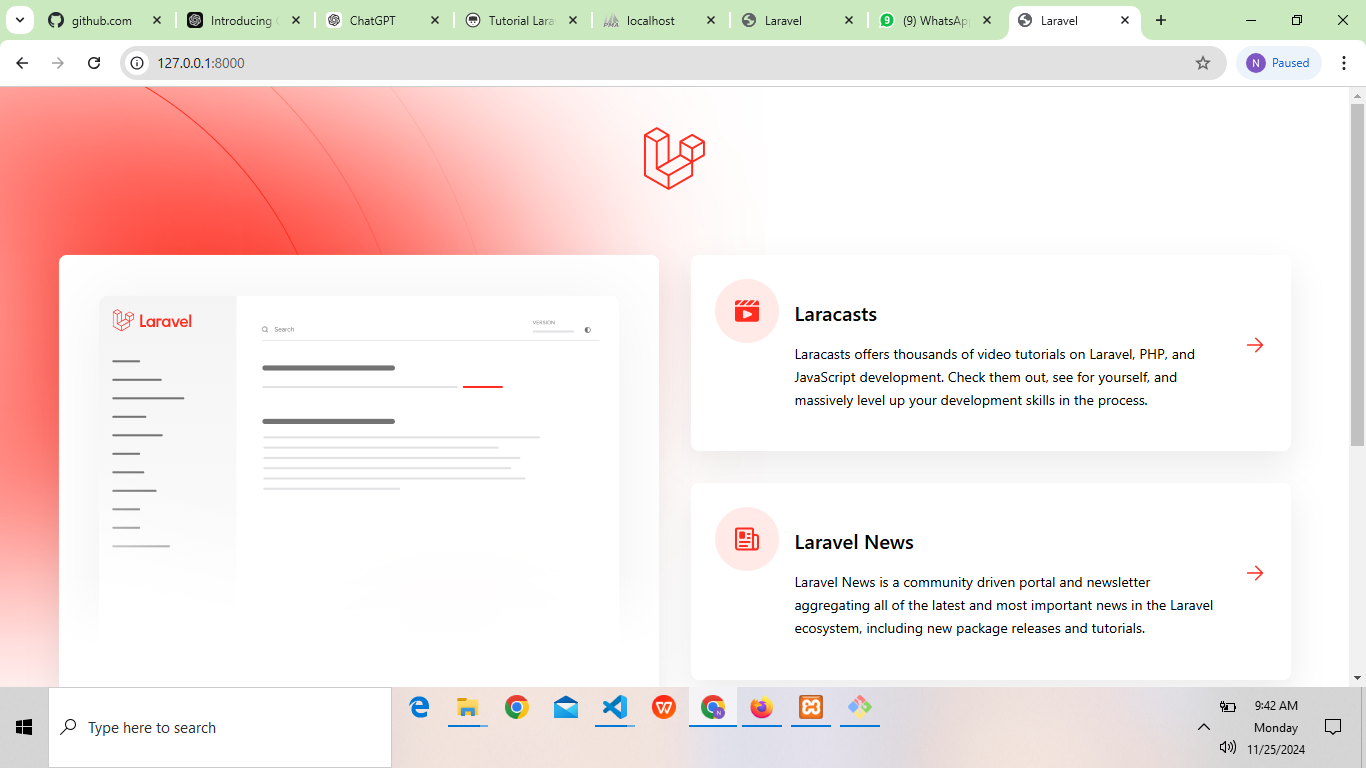 github.com
Introducing
ChatGPT
Tutorial Lara
localhost
Laravel
(9) WhatsApp
Laravel
127.0.0.1:8000
N
Paused
Laravel
Search
VERSION
Laracasts
Laracasts offers thousands of video tutorials on Laravel, PHP, and
JavaScript development. Check them out, see for yourself, and
massively level up your development skills in the process.
Laravel News
Laravel News is a community driven portal and newsletter
aggregating all of the latest and most important news in the Laravel
ecosystem, including new package releases and tutorials.
Type here to search
9:42 AM
Monday
11/25/2024